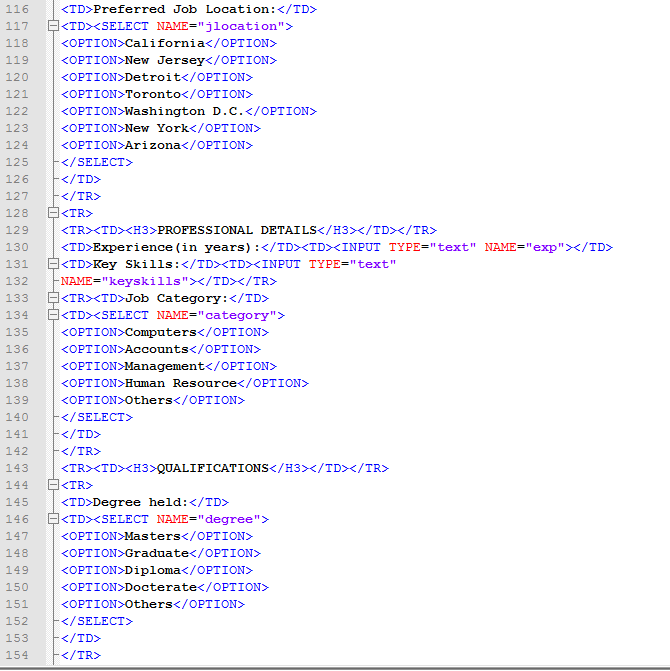 116 <TD>Preferred Job Location:</TD>
117 <TD><SELECT NAME="jlocation">
118 <OPTION>California</OPTION>
119 <OPTION>New Jersey</OPTION>
120 <OPTION>Detroit</OPTION>
121 <OPTION>Toronto</OPTION>
122 <OPTION>Washington D.C.</OPTION>
123 <OPTION>New York</OPTION>
124 <OPTION>Arizona</OPTION>
125 </SELECT>
126 </TD>
127 </TR>
128 <TR>
129 <TR><TD><H3>PROFESSIONAL DETAILS</H3></TD></TR>
130 <TD>Experience(in years):</TD><TD><INPUT TYPE="text" NAME="exp"></TD>
131 <TD>Key Skills:</TD><TD><INPUT TYPE="text"
132 NAME="keyskills"></TD></TR>
133 <TR><TD>Job Category:</TD>
134 <TD><SELECT NAME="category">
135 <OPTION>Computers</OPTION>
136 <OPTION>Accounts</OPTION>
137 <OPTION>Management</OPTION>
138 <OPTION>Human Resource</OPTION>
139 <OPTION>Others</OPTION>
140 </SELECT>
141 </TD>
142 </TR>
143 <TR><TD><H3>QUALIFICATIONS</H3></TD></TR>
144 <TR>
145 <TD>Degree held:</TD>
146 <TD><SELECT NAME="degree">
147 <OPTION>Masters</OPTION>
148 <OPTION>Graduate</OPTION>
149 <OPTION>Diploma</OPTION>
150 <OPTION>Docterate</OPTION>
151 <OPTION>Others</OPTION>
152 </SELECT>
153 </TD>
154 </TR>